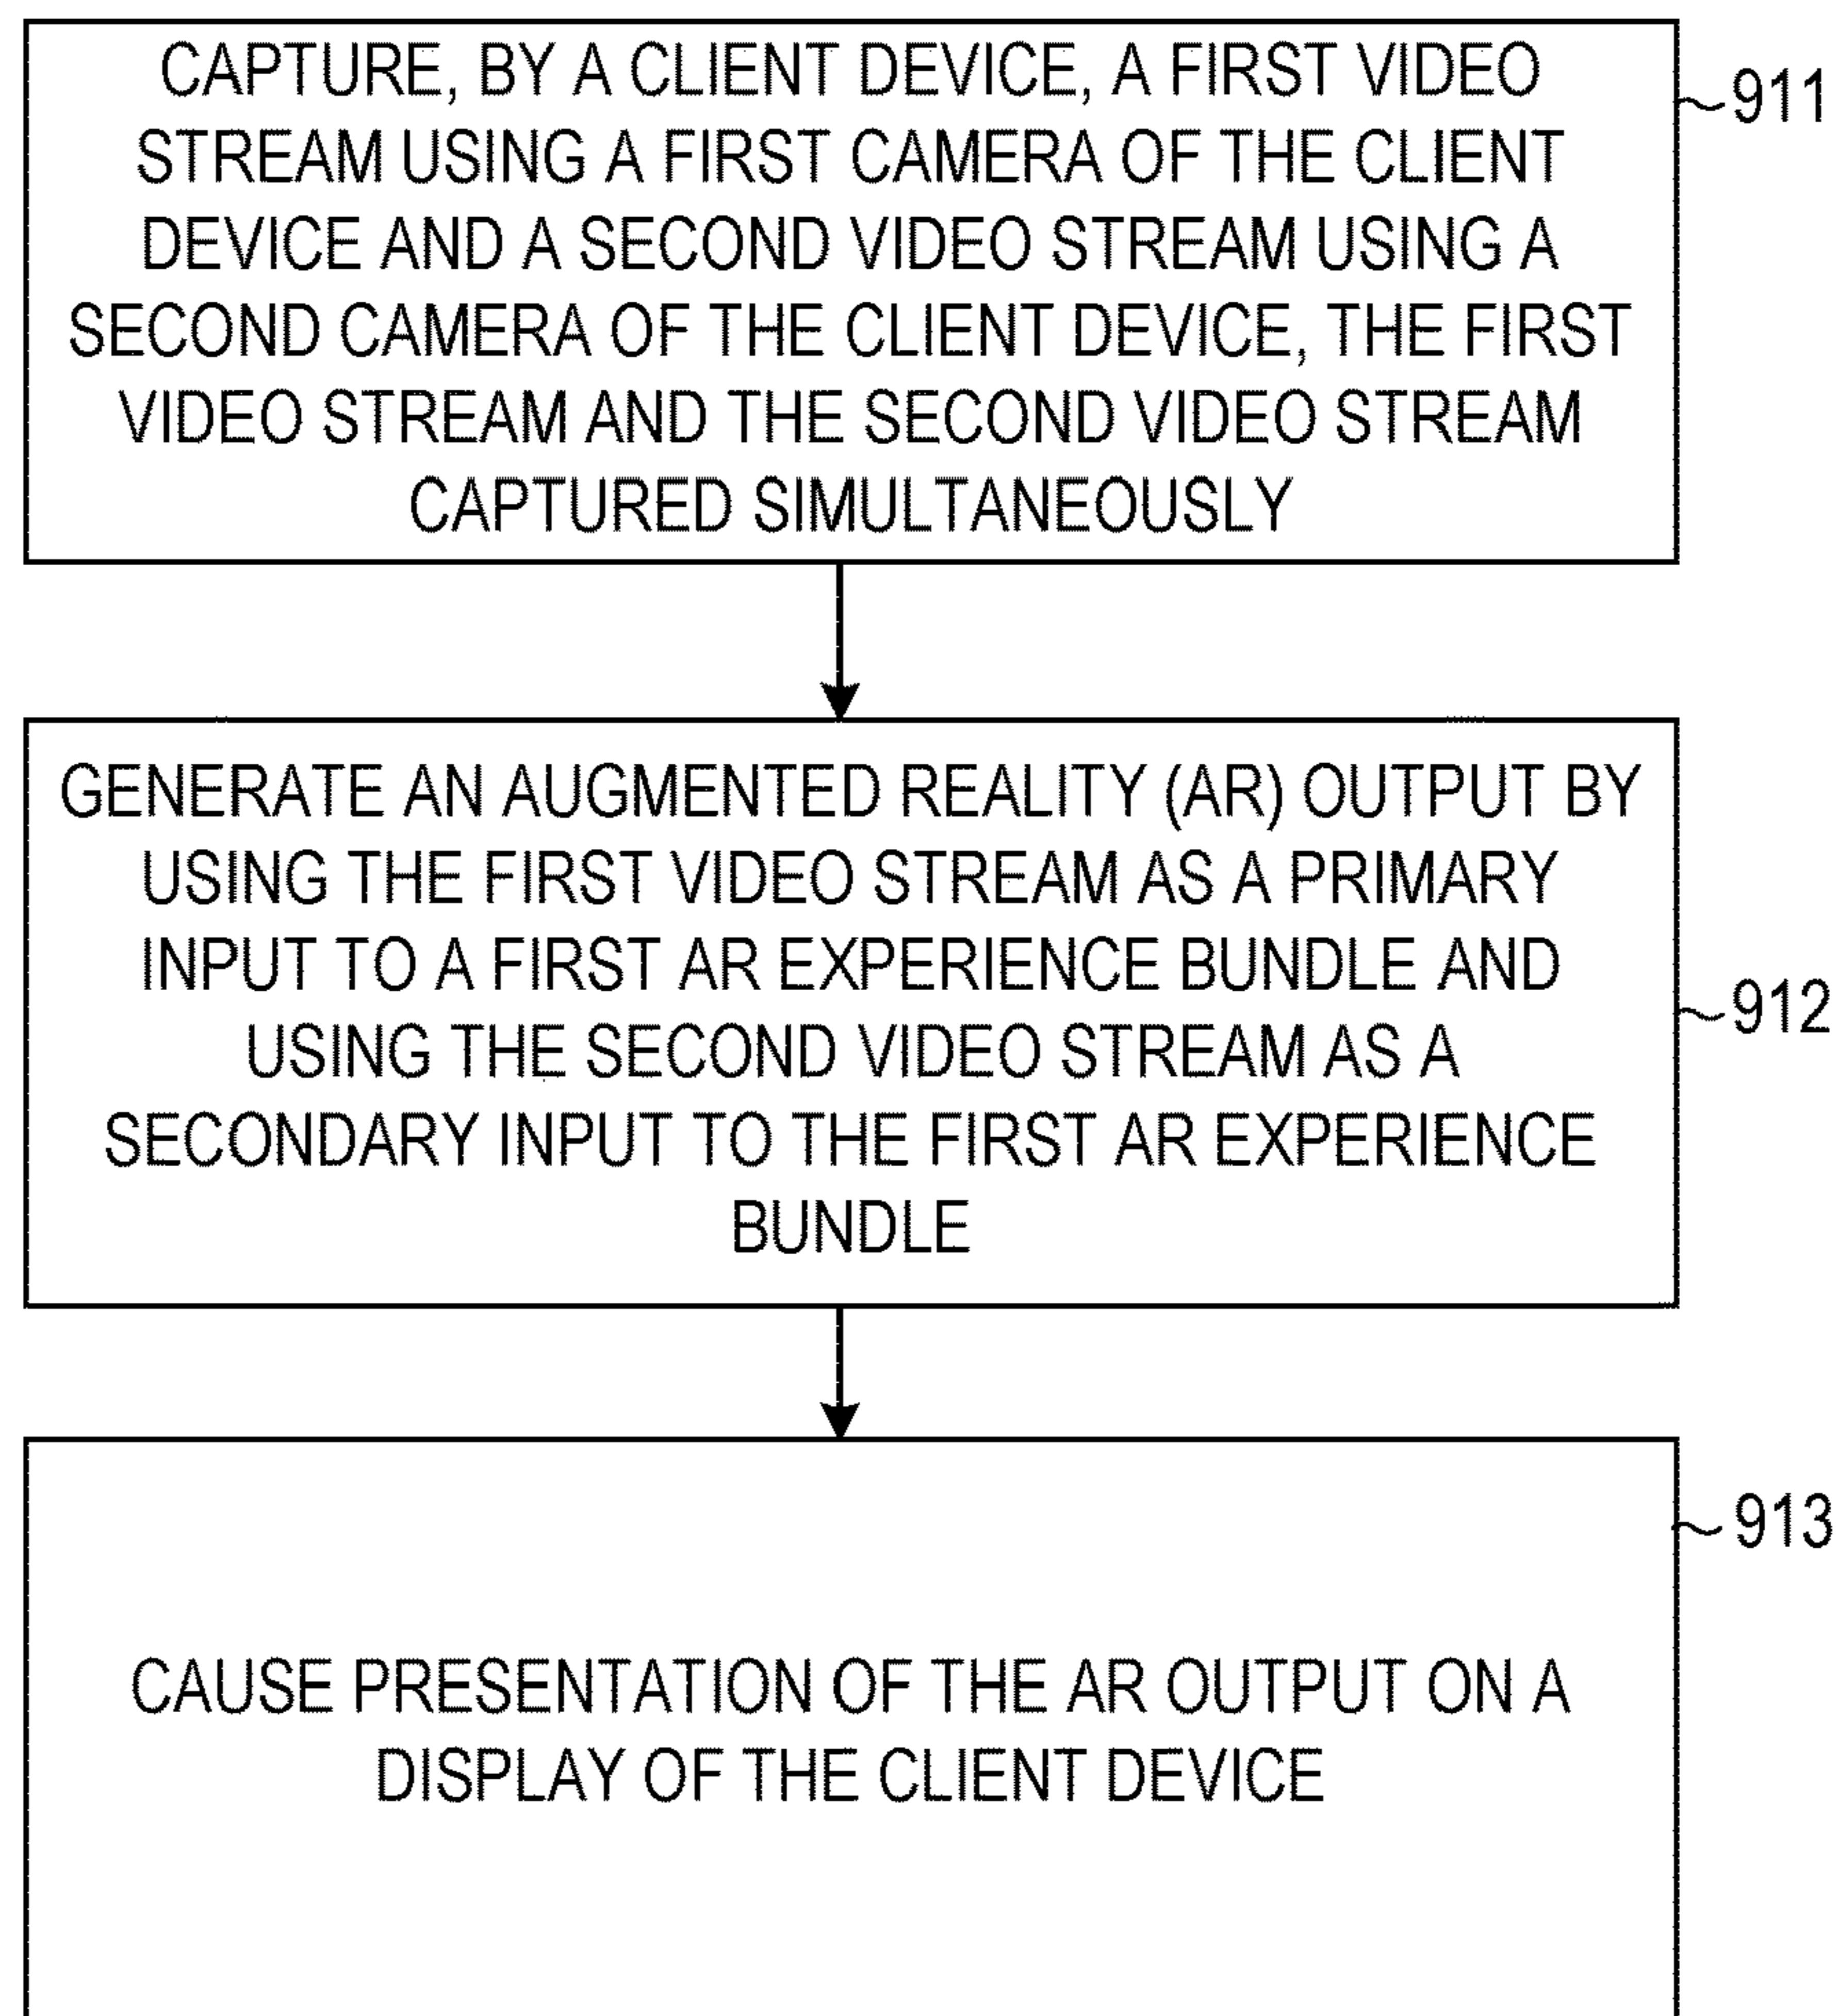 CAPTURE, BY A CLIENT DEVICE, A FIRST VIDEO
STREAM USING A FIRST CAMERA OF THE CLIENT
DEVICE AND A SECOND VIDEO STREAM USING A
SECOND CAMERA OF THE CLIENT DEVICE, THE FIRST
VIDEO STREAM AND THE SECOND VIDEO STREAM
CAPTURED SIMULTANEOUSLY
911
GENERATE AN AUGMENTED REALITY (AR) OUTPUT BY
USING THE FIRST VIDEO STREAM AS A PRIMARY
INPUT TO A FIRST AR EXPERIENCE BUNDLE AND
USING THE SECOND VIDEO STREAM AS A
SECONDARY INPUT TO THE FIRST AR EXPERIENCE
BUNDLE
912
CAUSE PRESENTATION OF THE AR OUTPUT ON A
DISPLAY OF THE CLIENT DEVICE
913